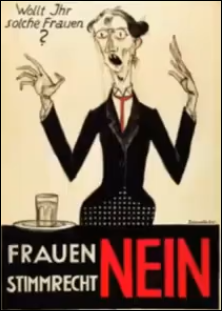 Wollt Ihr
solche Frauen
?
FRAUEN
STIMMRECHT
NEIN